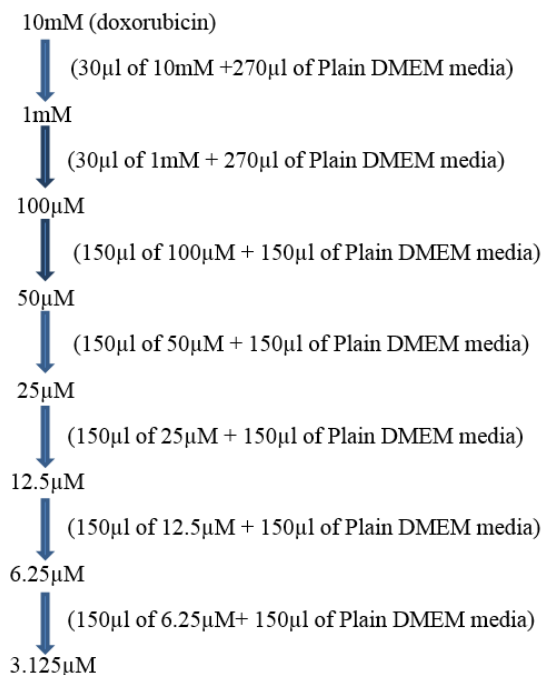 10mM (doxorubicin)
(30µl of 10mM +270µl of Plain DMEM media)
1mM
(30µl of 1mM + 270µl of Plain DMEM media)
100µM
(150µl of 100µM + 150µl of Plain DMEM media)
50µM
(150µl of 50µM + 150µl of Plain DMEM media)
25µM
(150µl of 25µM + 150µl of Plain DMEM media)
12.5µM
(150µl of 12.5µM + 150µl of Plain DMEM media)
6.25µM
(150µl of 6.25µM+ 150µl of Plain DMEM media)
3.125µM